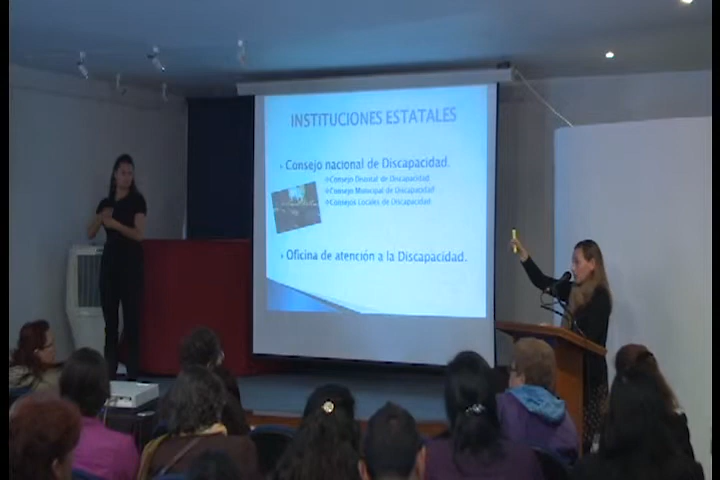 INSTITUCIONES ESTATALES
Consejo nacional de Discapacidad.
Consejo Distrital de Discapacidad
Consejo Municipal de Discapacidad
Consejos Locales de Discapacidad
Oficina de atención a la Discapacidad.